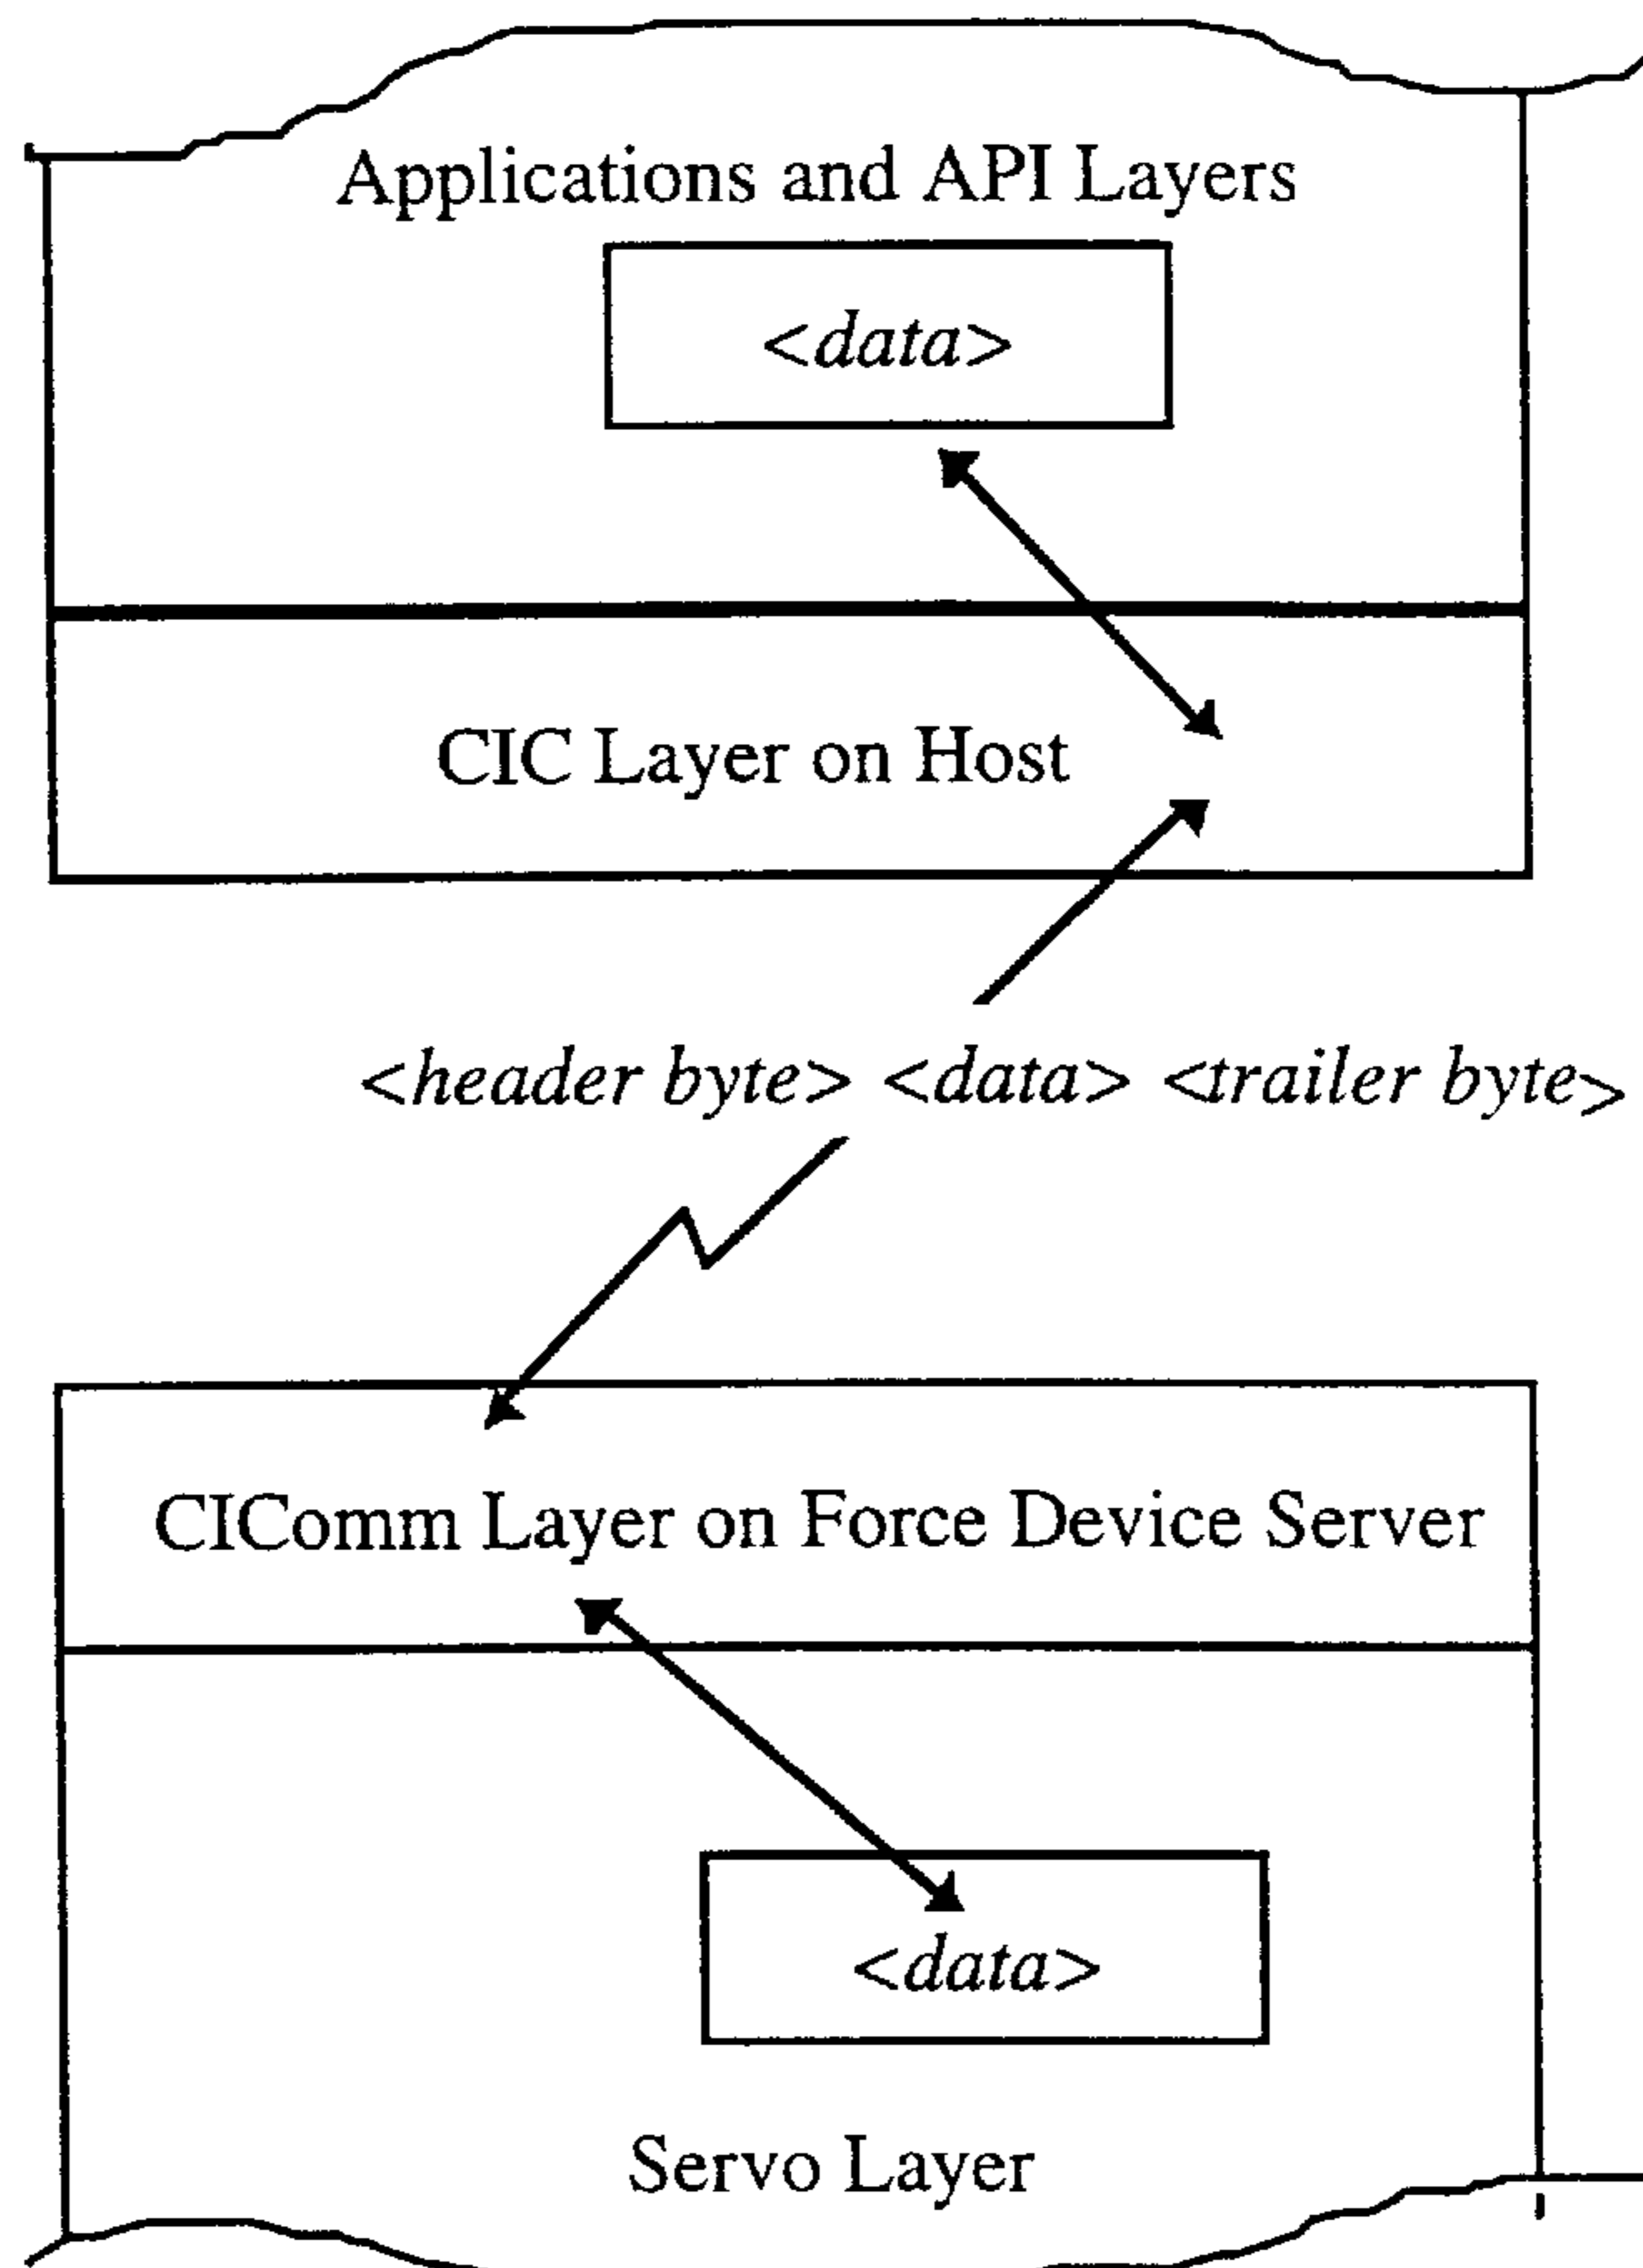 Applications and API Layers
<data>
CIC Layer on Host
<header byte> <data> <trailer byte>
CIComm Layer on Force Device Server
<data>
Servo Layer